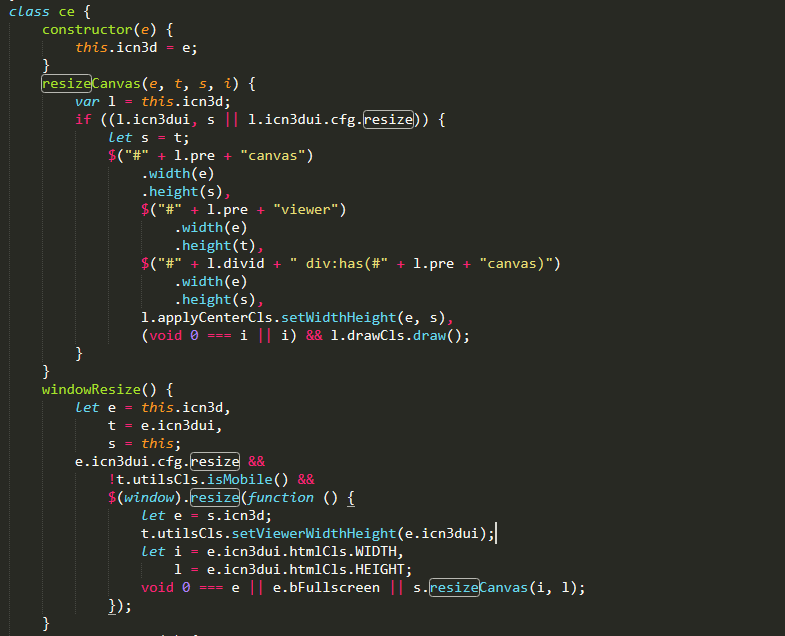 class ce {
constructor(e) {
this.icn3d = e;
}
resizeCanvas(e, t, s, i) {
var l = this.icn3d;
if ((l.icn3dui, s || l.icn3dui.cfg.resize)) {
let s = t;
$("#" + l.pre + "canvas")
.width(e)
.height(s),
$("#" + l.pre + "viewer")
.width(e)
.height(t),
$("#" + l.divid + " div:has(#" + l.pre + "canvas)")
.width(e)
.height(s),
l.applyCenterCls.setWidthHeight(e, s),
(void 0 === i || i) && l.drawCls.draw();
}
}
windowResize() {
let e = this.icn3d,
t = e.icn3dui,
s = this;
e.icn3dui.cfg.resize &&
!t.utilsCls.isMobile() &&
$(window).resize(function () {
let e = s.icn3d;
t.utilsCls.setViewerWidthHeight(e.icn3dui);
let i = e.icn3dui.htmlCls.WIDTH,
l = e.icn3dui.htmlCls.HEIGHT;
void 0 === e || e.bFullscreen || s.resizeCanvas(i, l);
});
}